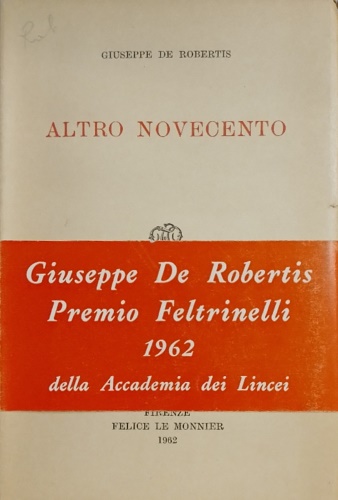 GIUSEPPE DE ROBERTIS
ALTRO NOVECENTO
Giuseppe De Robertis
Premio Feltrinelli
1962
della Accademia dei Lincei
FIRENZE
FELICE LE MONNIER
1962